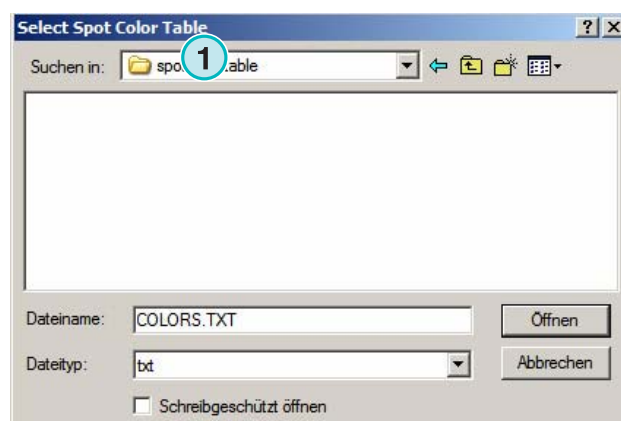 Select Spot Color Table
? X
Suchen in:
1
Dateiname: COLORS.TXT
Öffnen
Dateityp: txt
Abbrechen
Schreibgeschützt öffnen